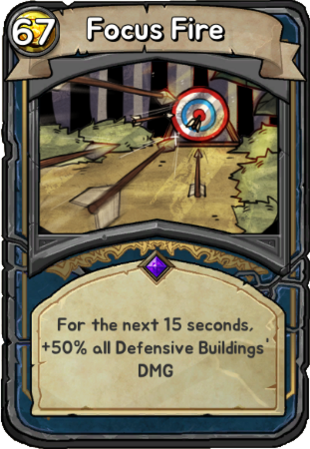 67 Focus Fire
For the next 15 seconds,
+50% all Defensive Buildings'
DMG